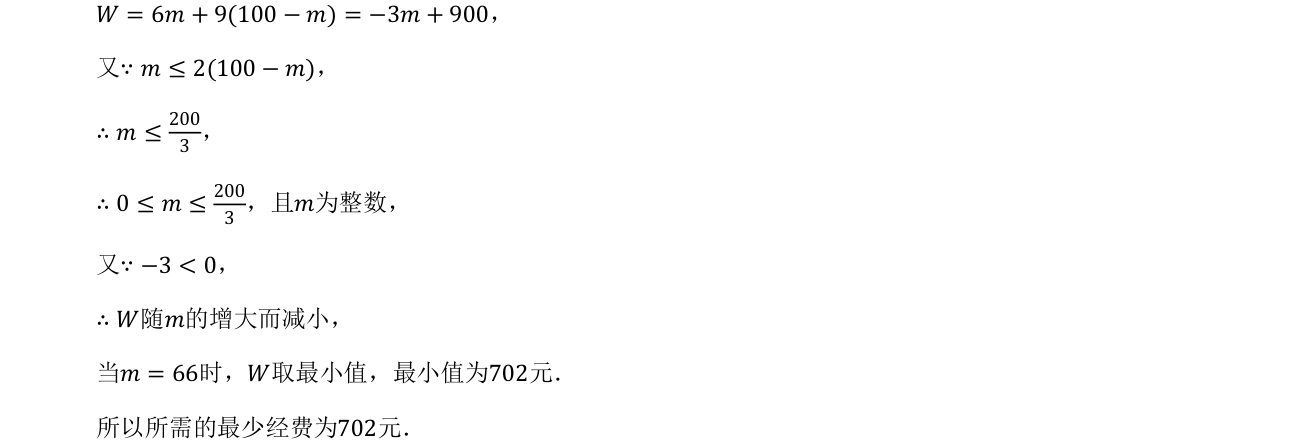 W = 6m + 9(100 − m) = −3m + 900，
又∵ m ≤ 2(100 − m)，
∴ m ≤ 200/3，
∴ 0 ≤ m ≤ 200/3，且m为整数，
又∵ −3 < 0，
∴ W随m的增大而减小，
当m = 66时，W取最小值，最小值为702元．
所以所需的最少经费为702元．